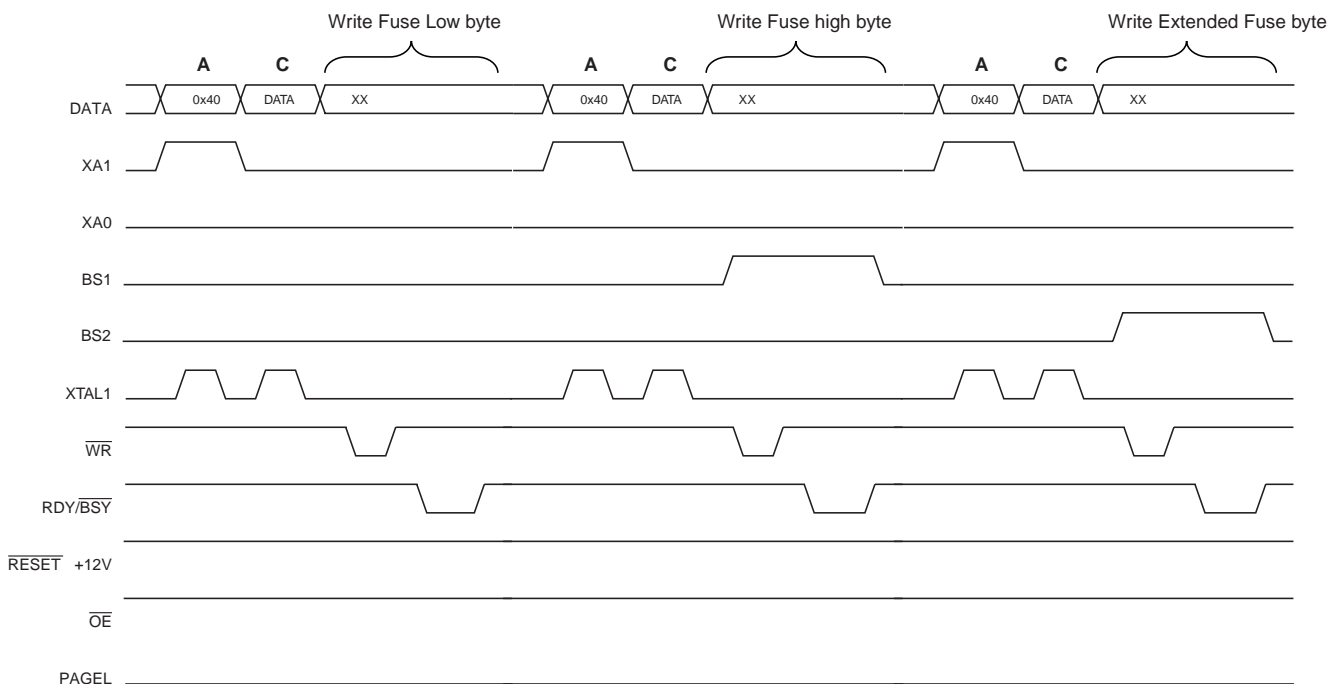 Write Fuse Low byte Write Fuse high byte Write Extended Fuse byte
A C A C A C
DATA 0x40 DATA XX 0x40 DATA XX 0x40 DATA XX
XA1
XA0
BS1
BS2
XTAL1
WR
RDY/BSY
RESET +12V
OE
PAGEL